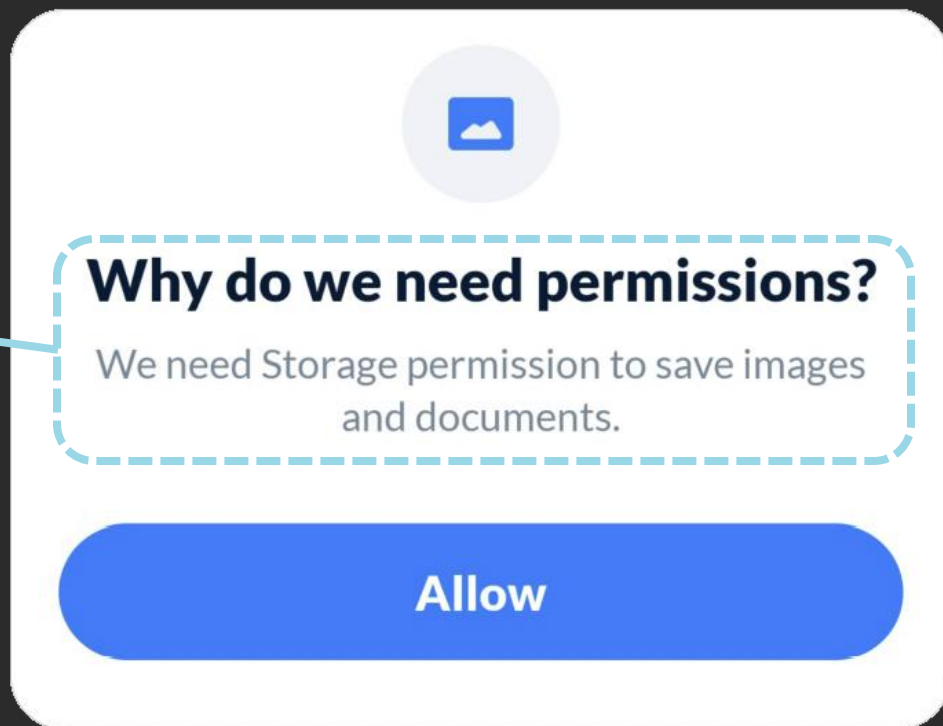 Why do we need permissions?
We need Storage permission to save images
and documents.
Allow